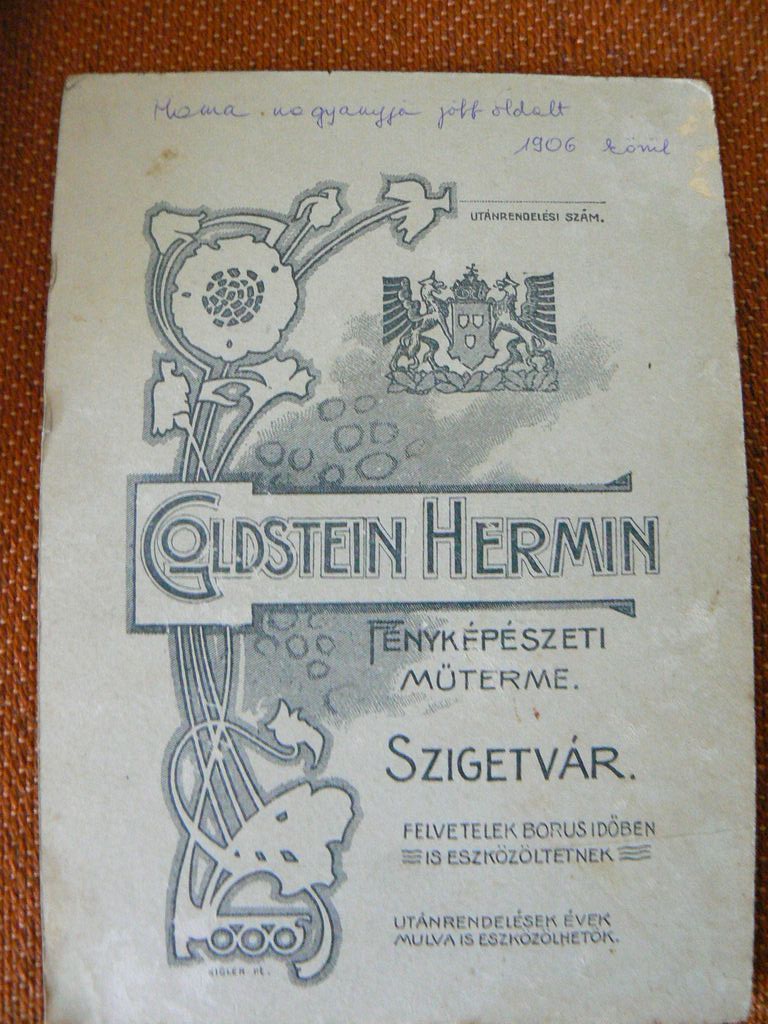 Mama nagyanyja jobb oldalt
1906 körül
UTÁNRENDELÉSI SZÁM.
GOLDSTEIN HERMIN
FÉNYKÉPÉSZETI
MŰTERME.
SZIGETVÁR.
FELVETELEK BORUS IDŐBEN
IS ESZKÖZÖLTETNEK
UTÁNRENDELÉSEK ÉVEK
MULVA IS ESZKÖZÖLHETŐK.